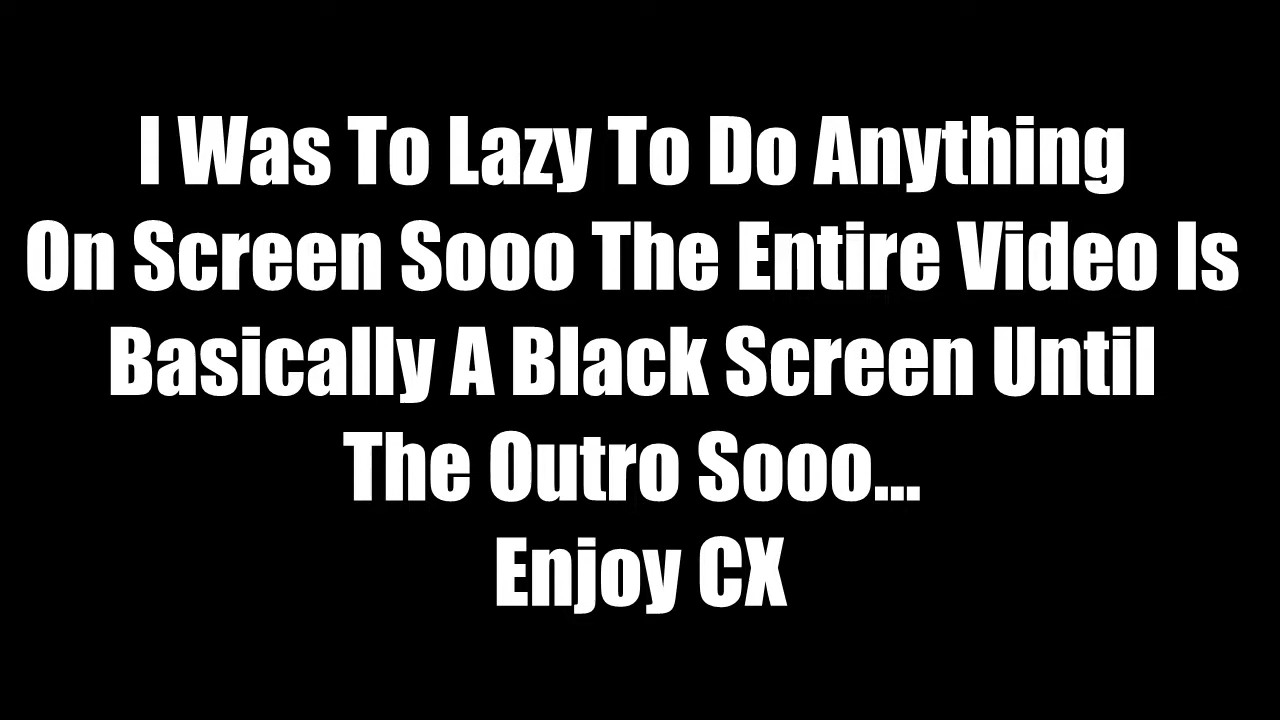 I Was To Lazy To Do Anything
On Screen Sooo The Entire Video Is
Basically A Black Screen Until
The Outro Sooo...
Enjoy CX